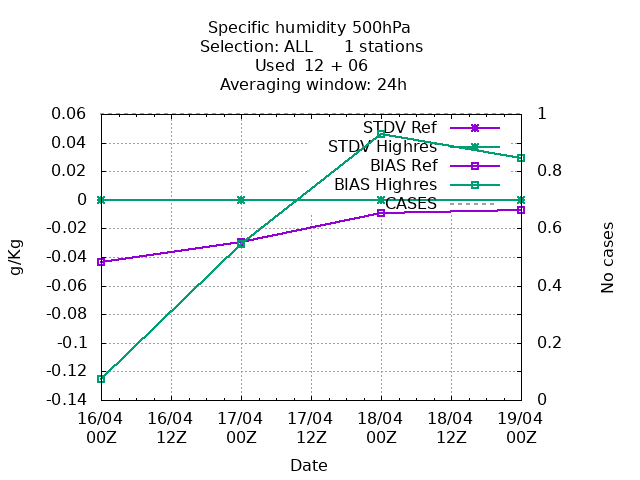 Specific humidity 500hPa
Selection: ALL      1 stations
Used  12 + 06
Averaging window: 24h
0.06
0.04
0.02
0
-0.02
-0.04
-0.06
-0.08
-0.1
-0.12
-0.14
g/Kg
STDV Ref
STDV Highres
BIAS Ref
BIAS Highres
CASES
1
0.8
0.6
0.4
0.2
0
No cases
16/04 16/04 17/04 17/04 18/04 18/04 19/04
00Z 12Z 00Z 12Z 00Z 12Z 00Z
Date